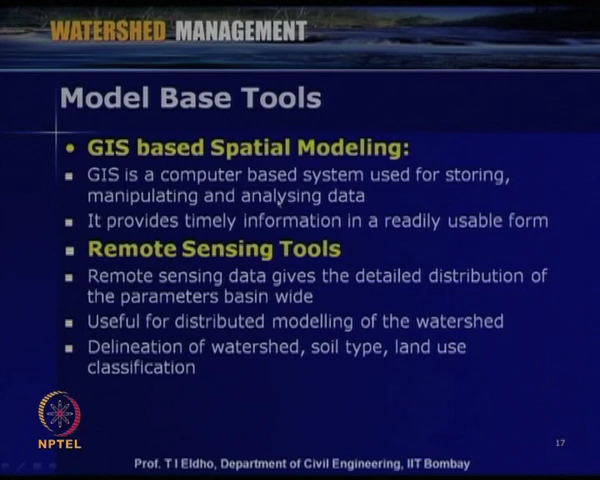 WATERSHED MANAGEMENT
Model Base Tools
GIS based Spatial Modeling:
GIS is a computer based system used for storing,
manipulating and analysing data
It provides timely information in a readily usable form
Remote Sensing Tools
Remote sensing data gives the detailed distribution of
the parameters basin wide
Useful for distributed modelling of the watershed
Delineation of watershed, soil type, land use
classification
NPTEL
17
Prof. T I Eldho, Department of Civil Engineering, IIT Bombay